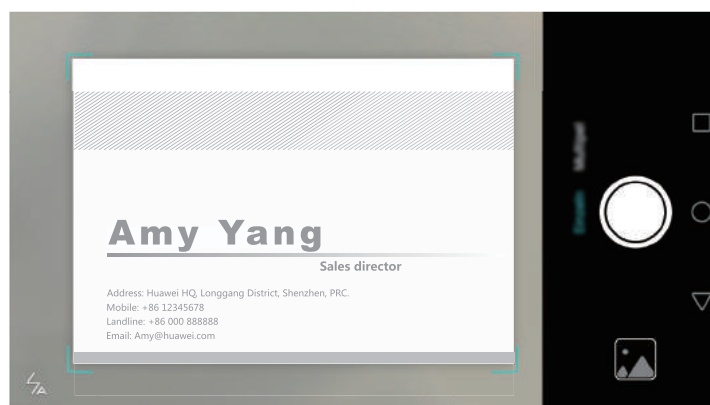 Amy Yang
Sales director
Address: Huawei HQ, Longgang District, Shenzhen, PRC.
Mobile: +86 12345678
Landline: +86 000 888888
Email: Amy@huawei.com